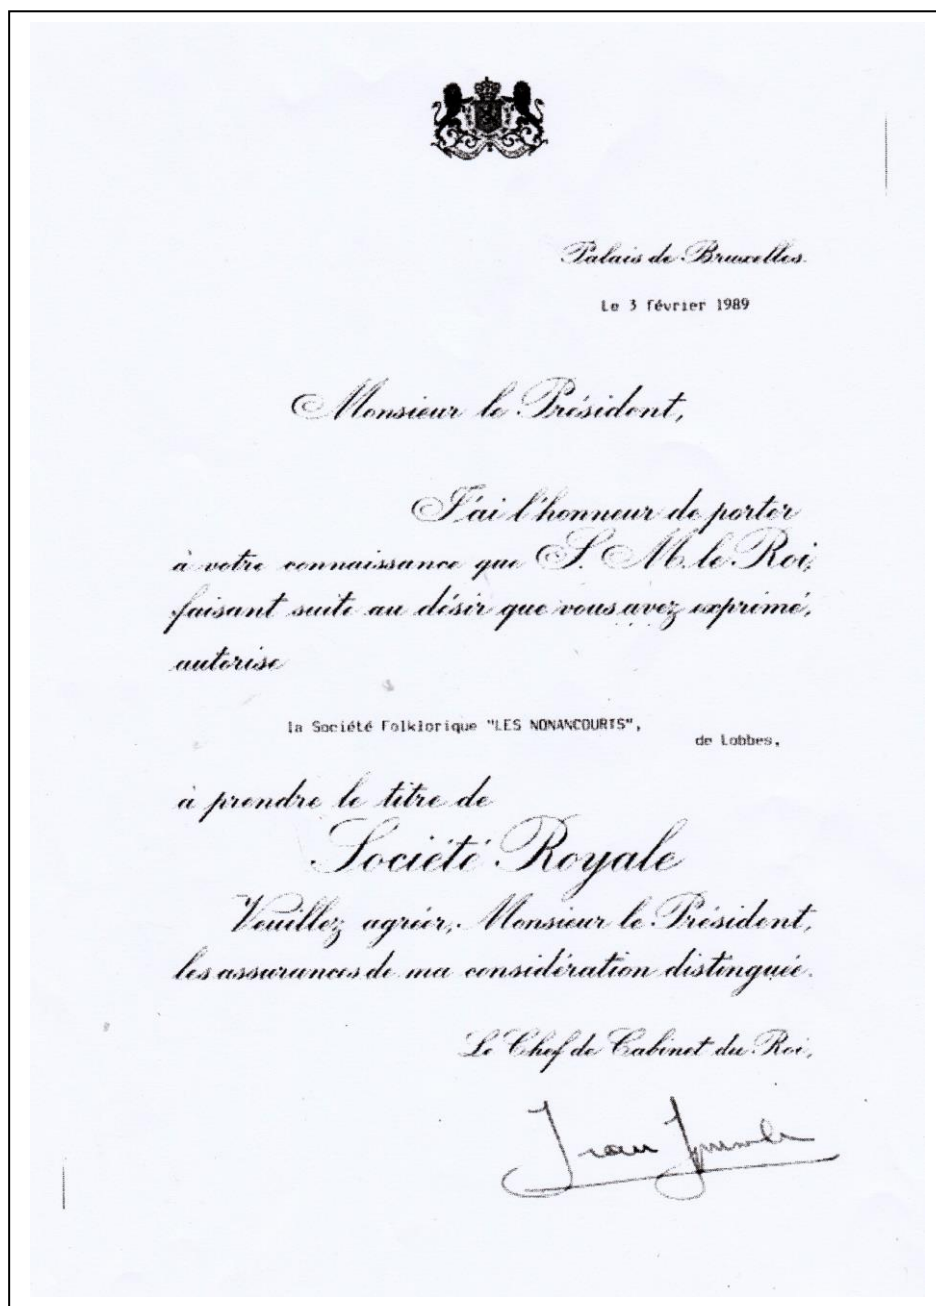 Palais de Bruxelles.
Le 3 février 1989
Monsieur le Président,
J'ai l'honneur de porter
à votre connaissance que S. M. le Roi,
faisant suite au désir que vous avez exprimé,
autorise
la Société Folklorique "LES NONANCOURTS",
de Lobbes,
à prendre le titre de
Société Royale
Veuillez agréer, Monsieur le Président,
les assurances de ma considération distinguée.
Le Chef de Cabinet du Roi,